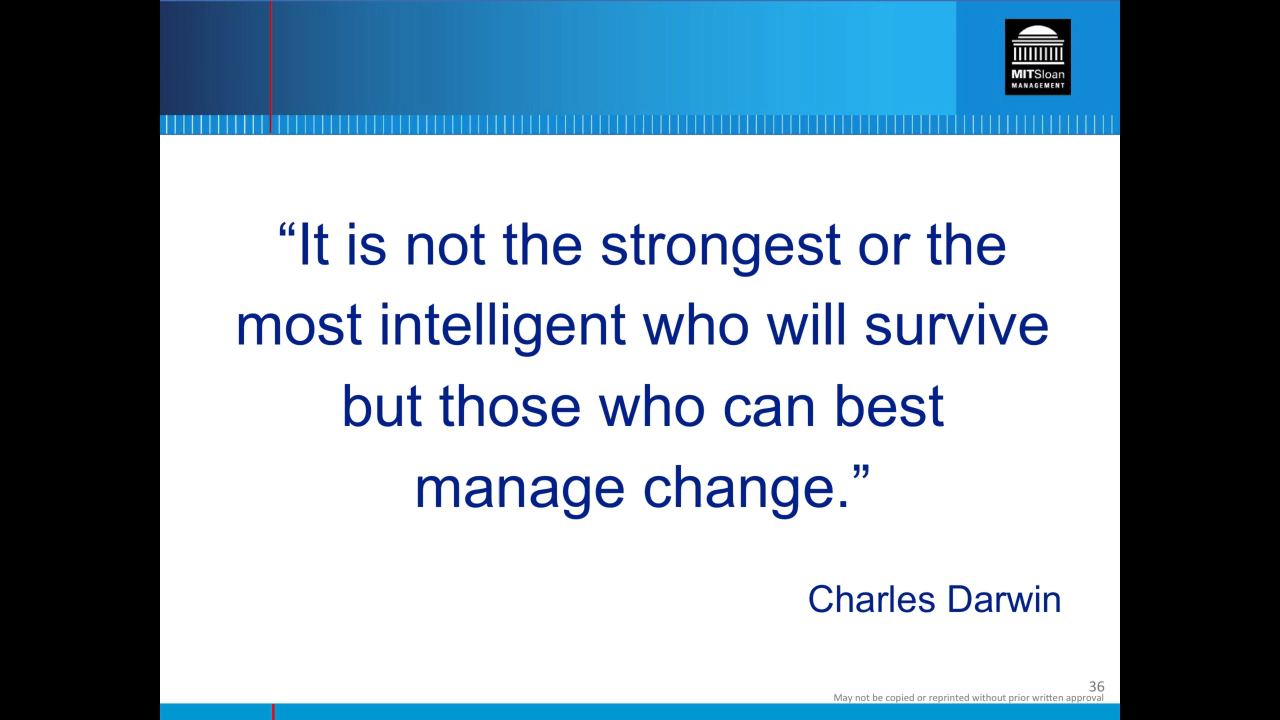 MITSloan
MANAGEMENT
“It is not the strongest or the
most intelligent who will survive
but those who can best
manage change.”
Charles Darwin
36
May not be copied or reprinted without prior written approval